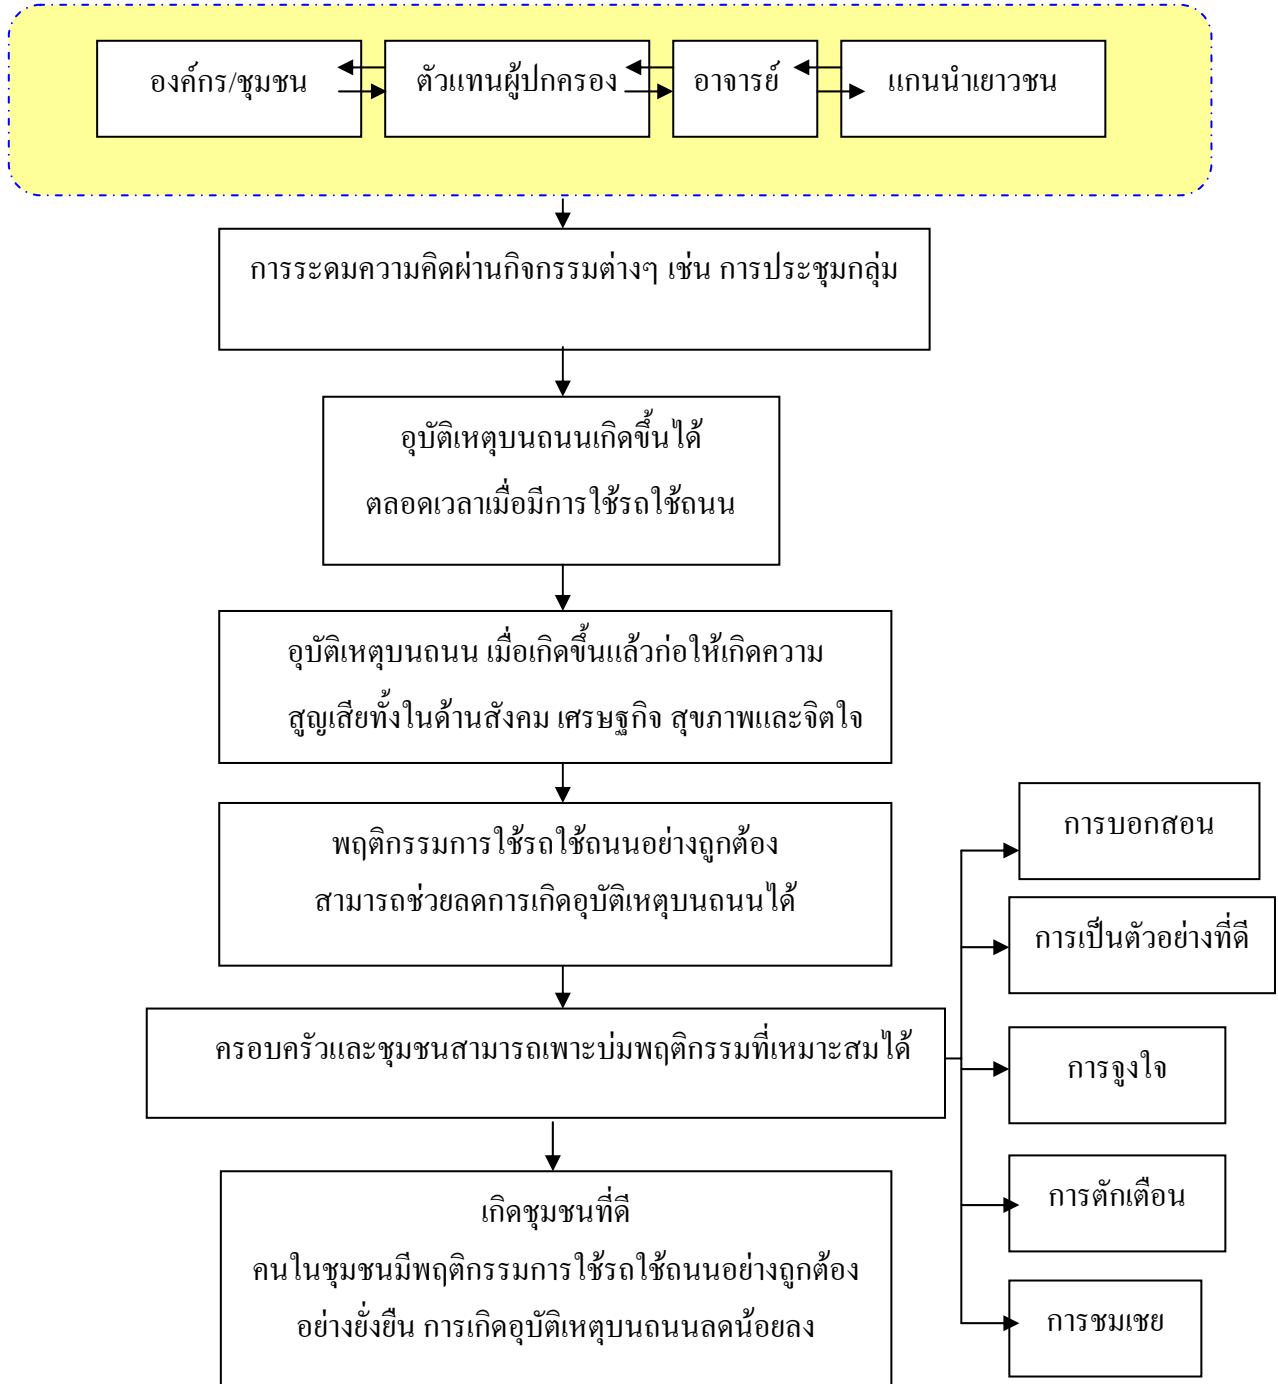 องค์กร/ชุมชน
ตัวแทนผู้ปกครอง
อาจารย์
แกนนำเยาวชน
การระดมความคิดผ่านกิจกรรมต่างๆ เช่น การประชุมกลุ่ม
อุบัติเหตุบนถนนเกิดขึ้นได้
ตลอดเวลาเมื่อมีการใช้รถใช้ถนน
อุบัติเหตุบนถนน เมื่อเกิดขึ้นแล้วก่อให้เกิดความ
สูญเสียทั้งในด้านสังคม เศรษฐกิจ สุขภาพและจิตใจ
พฤติกรรมการใช้รถใช้ถนนอย่างถูกต้อง
สามารถช่วยลดการเกิดอุบัติเหตุบนถนนได้
ครอบครัวและชุมชนสามารถเพาะบ่มพฤติกรรมที่เหมาะสมได้
การบอกสอน
การเป็นตัวอย่างที่ดี
การจูงใจ
การตักเตือน
การชมเชย
เกิดชุมชนที่ดี
คนในชุมชนมีพฤติกรรมการใช้รถใช้ถนนอย่างถูกต้อง
อย่างยั่งยืน การเกิดอุบัติเหตุบนถนนลดน้อยลง